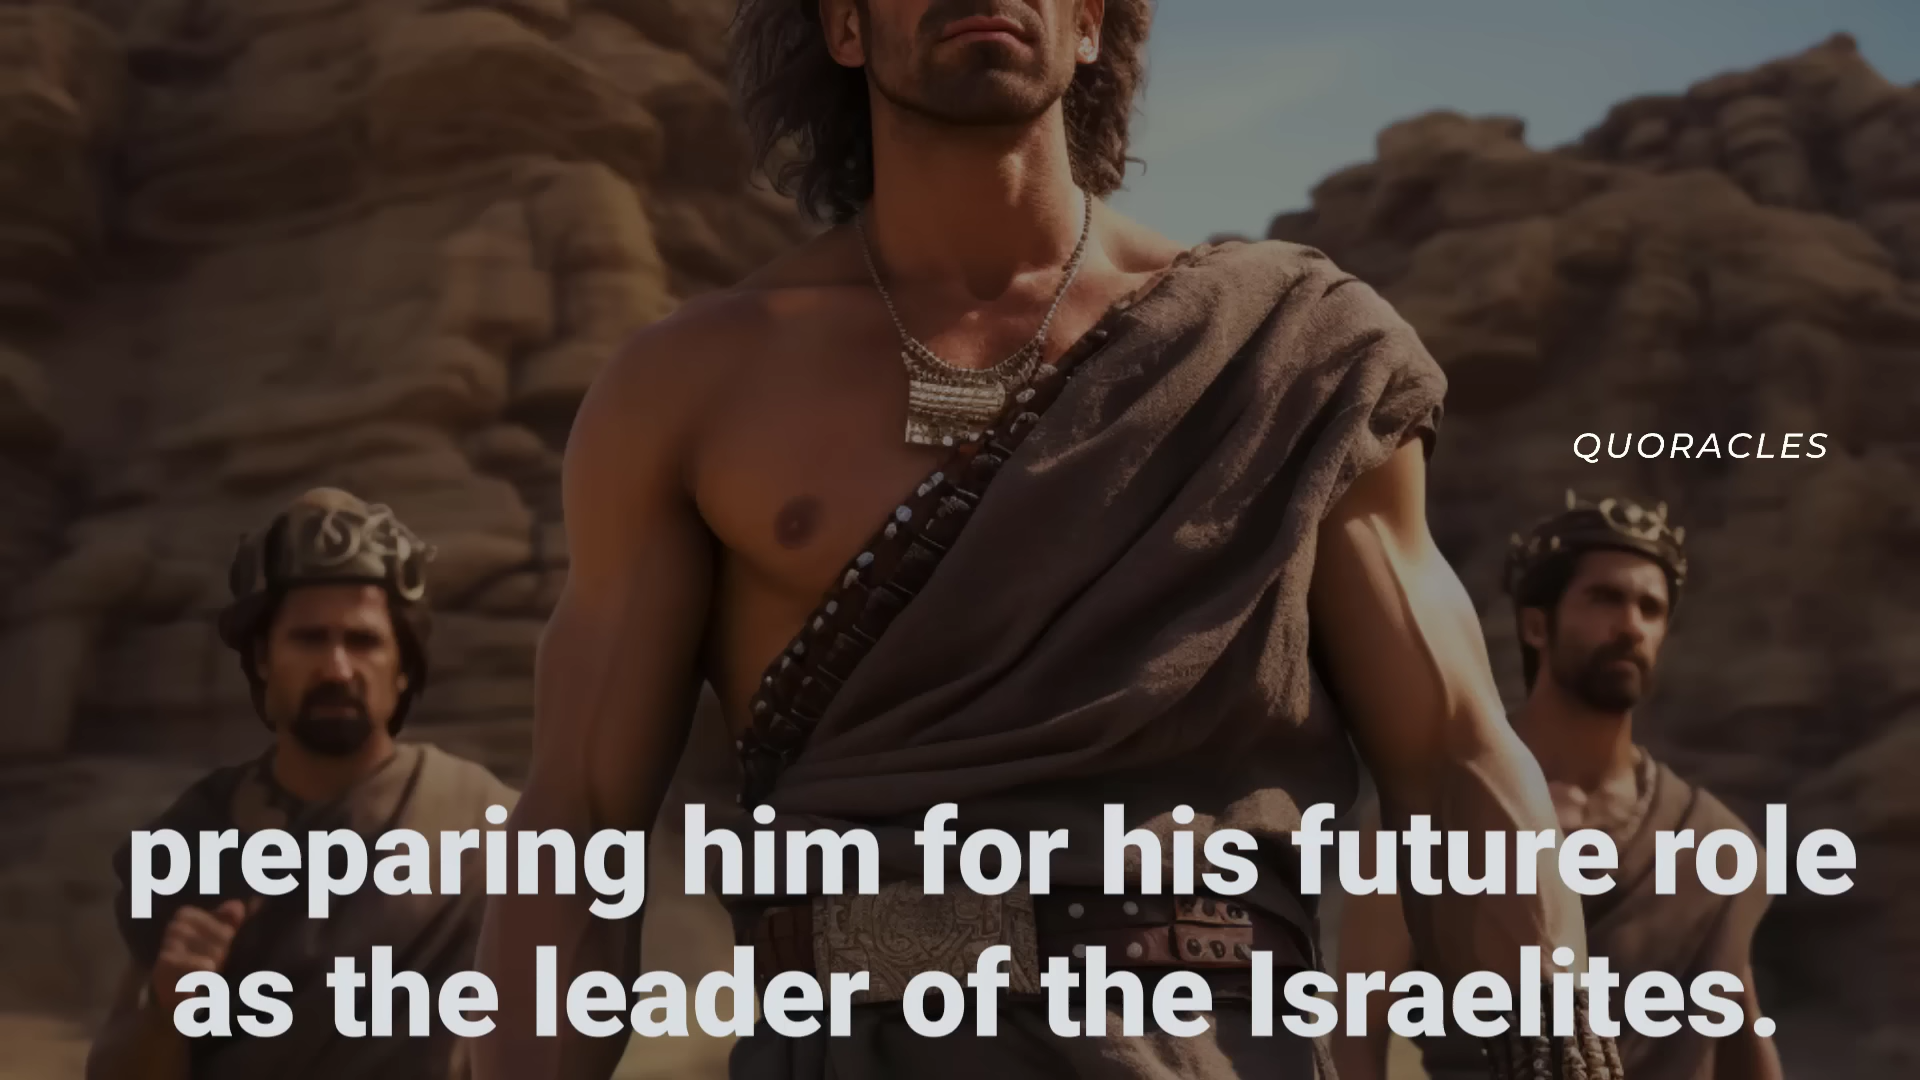 QUORACLES
preparing him for his future role
as the leader of the Israelites.